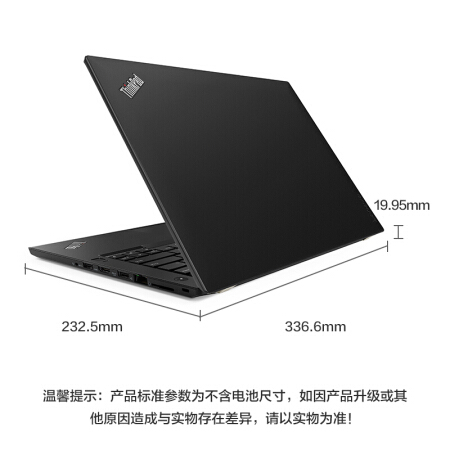 ThinkPad
19.95mm
ThinkPad
232.5mm
336.6mm
温馨提示：产品标准参数为不含电池尺寸，如因产品升级或其
他原因造成与实物存在差异，请以实物为准！